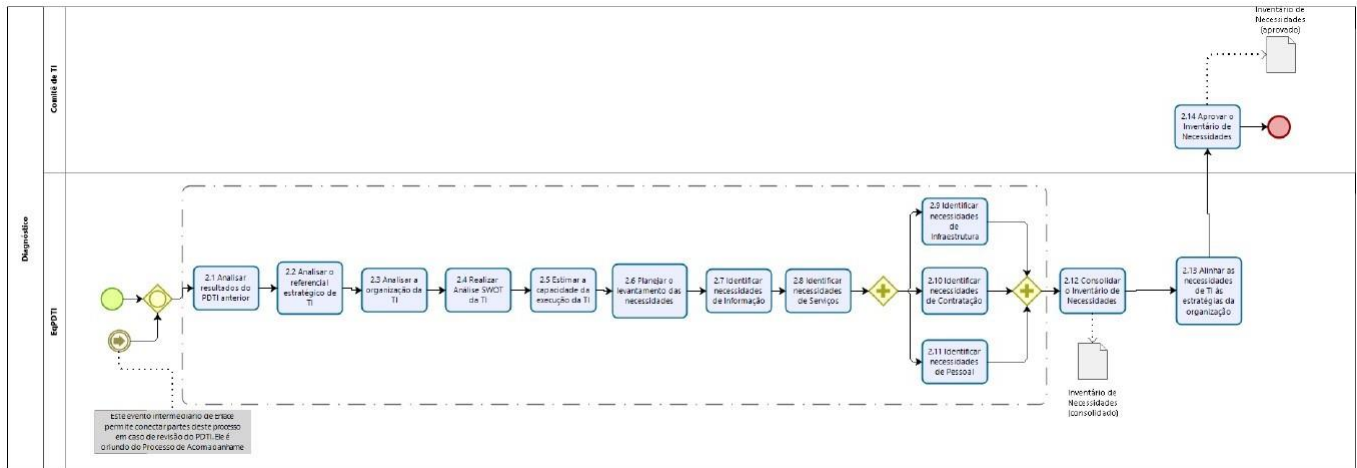 Inventário de
Necessidades
(aprovado)
Comitê de TI
2.14 Aprovar o
Inventário de
Necessidades
Diagnóstico
EqPDTI
2.1 Analisar
resultados do
PDTI anterior
2.2 Analisar o
referencial
estratégico de
TI
2.3 Analisar a
organização da
TI
2.4 Realizar
Análise SWOT
da TI
2.5 Estimar a
capacidade da
execução da TI
2.6 Planejar o
levantamento das
necessidades
2.7 Identificar
necessidades
de Informação
2.8 Identificar
necessidades
de Serviços
2.9 Identificar
necessidades
de
Infraestrutura
2.10 Identificar
necessidades
de Contratação
2.11 Identificar
necessidades
de Pessoal
2.12 Consolidar
o Inventário de
Necessidades
2.13 Alinhar as
necessidades
de TI às
estratégias da
organização
Inventário de
Necessidades
(consolidado)
Este evento intermediário de Enlace
permite conectar partes deste processo
em caso de revisão do PDTI. Ele é
oriundo do Processo de Acompanhame